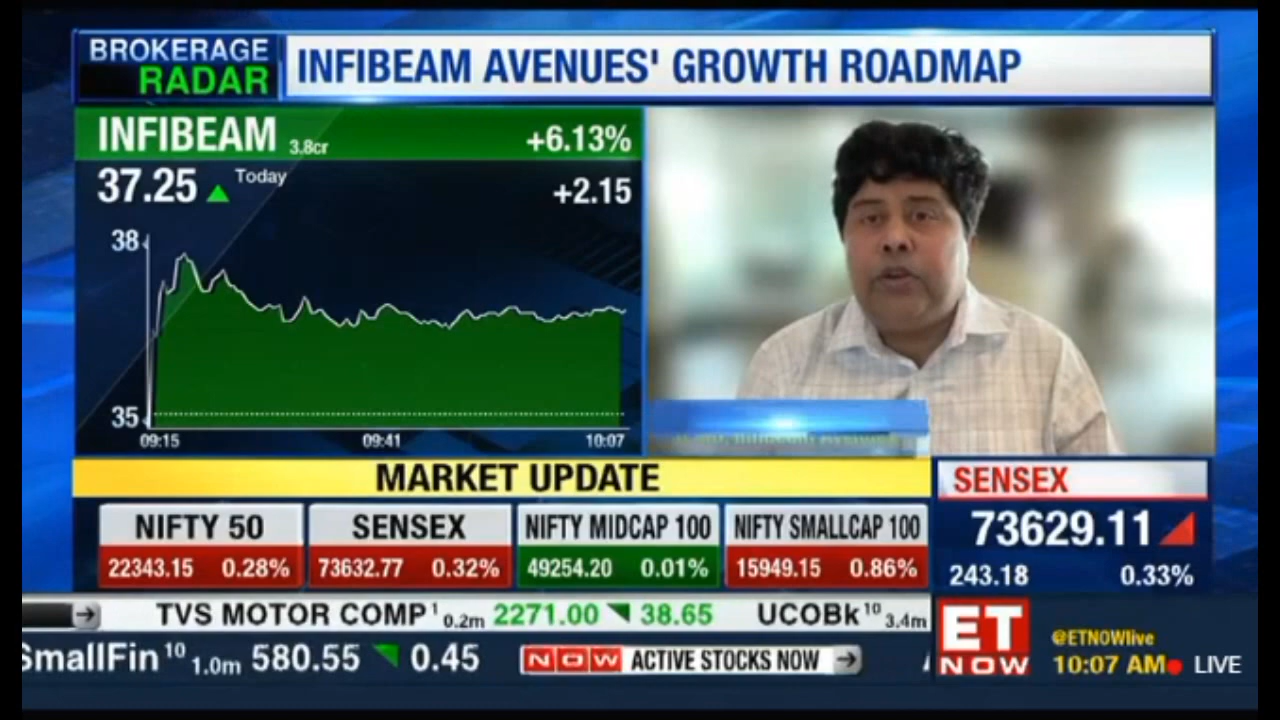 BROKERAGE
RADAR
INFIBEAM AVENUES' GROWTH ROADMAP
INFIBEAM 3.8cr +6.13%
37.25 Today +2.15
38
35
09:15 09:41 10:07
MARKET UPDATE
NIFTY 50 SENSEX NIFTY MIDCAP 100 NIFTY SMALLCAP 100
22343.15 0.28% 73632.77 0.32% 49254.20 0.01% 15949.15 0.86%
SENSEX
73629.11
243.18 0.33%
TVS MOTOR COMP 1 0.2m 2271.00 38.65 UCOBk 10 3.4m
SmallFin 10 1.0m 580.55 0.45 NOW ACTIVE STOCKS NOW
ET
NOW
@ETNOWlive
10:07 AM LIVE